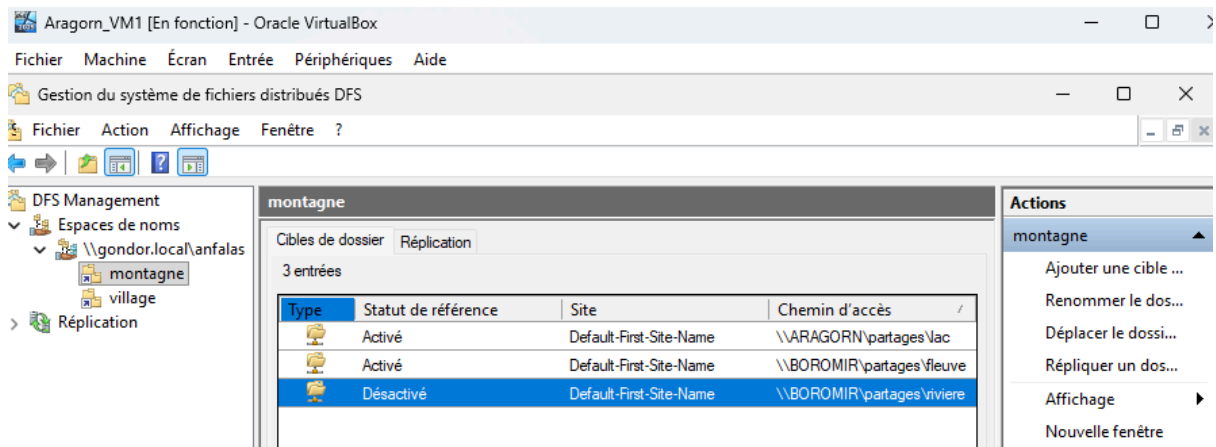 Aragorn_VM1 [En fonction] - Oracle VirtualBox
Fichier Machine Écran Entrée Périphériques Aide
Gestion du système de fichiers distribués DFS
Fichier Action Affichage Fenêtre ?
DFS Management
Espaces de noms
\\gondor.local\anfalas
montagne
village
Réplication
montagne
Cibles de dossier Réplication
3 entrées
Type Statut de référence Site Chemin d'accès
Activé Default-First-Site-Name \\ARAGORN\partages\lac
Activé Default-First-Site-Name \\BOROMIR\partages\fleuve
Désactivé Default-First-Site-Name \\BOROMIR\partages\riviere
Actions
montagne
Ajouter une cible ...
Renommer le dos...
Déplacer le dossi...
Répliquer un dos...
Affichage
Nouvelle fenêtre